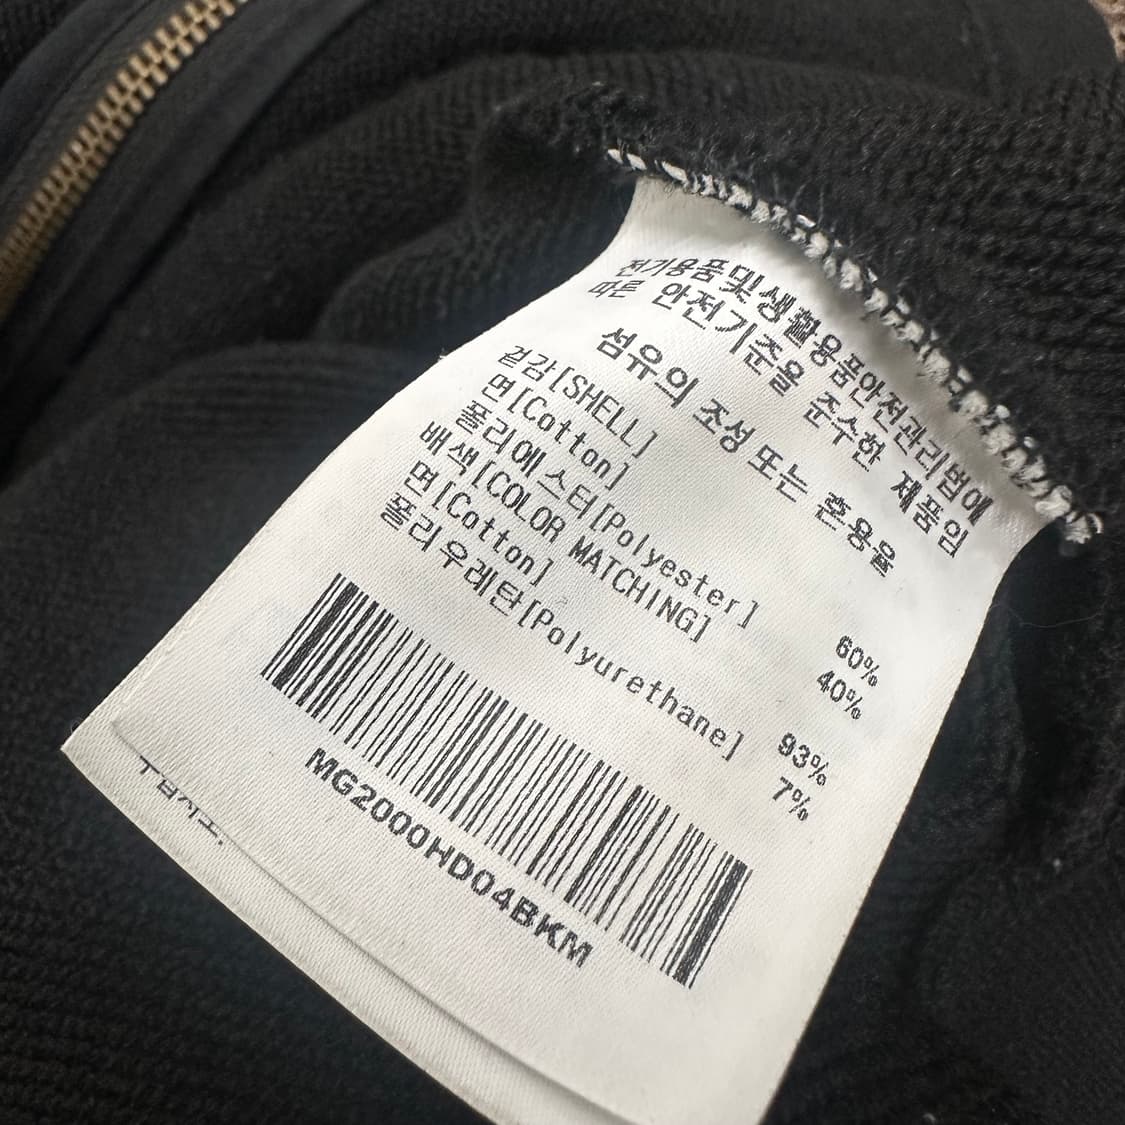 전기용품및생활용품안전관리법에
따른 안전기준을 준수한 제품임
섬유의 조성 또는 혼용율
겉감[SHELL]
면[Cotton] 60%
폴리에스터[Polyester] 40%
배색[COLOR MATCHING]
면[Cotton] 93%
폴리우레탄[Polyurethane] 7%
MG2000HD04BKM